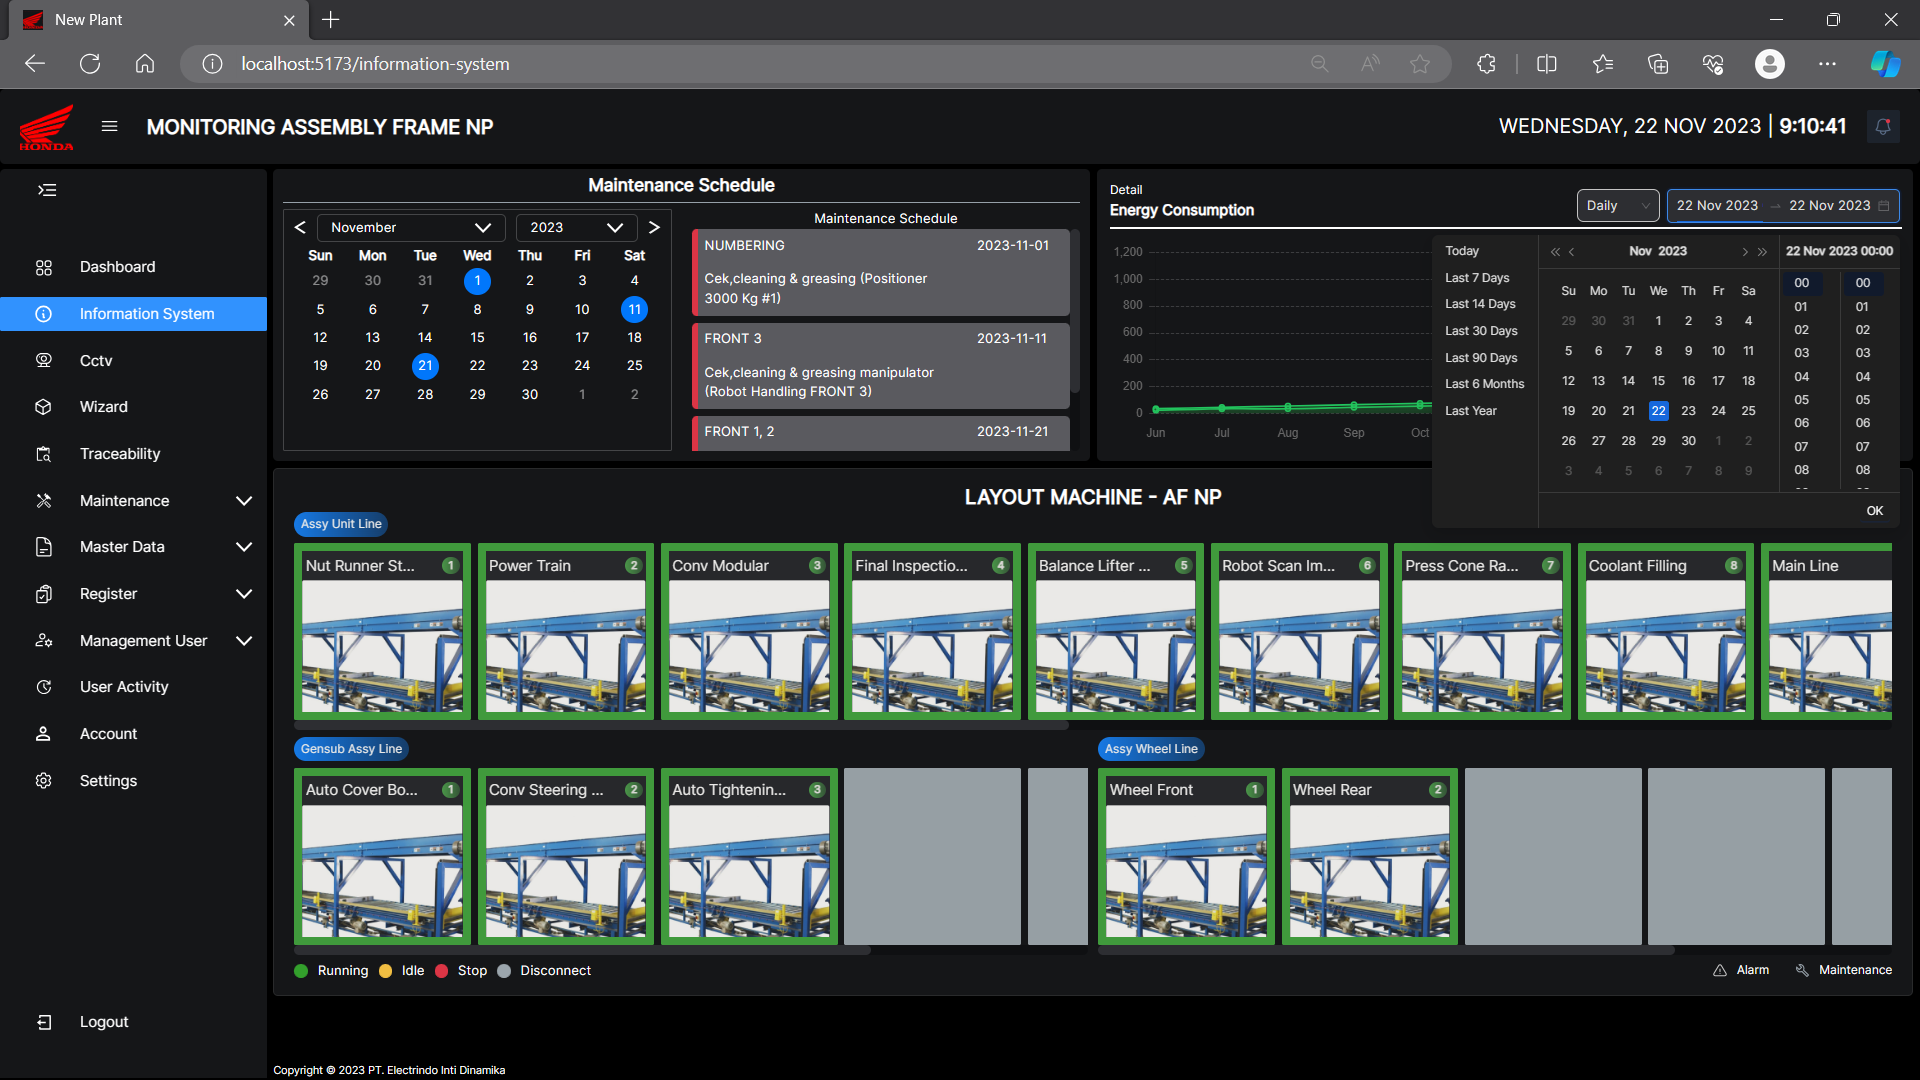 New Plant
localhost:5173/information-system
HONDA
MONITORING ASSEMBLY FRAME NP
WEDNESDAY, 22 NOV 2023 | 9:10:41
Dashboard
Information System
Cctv
Wizard
Traceability
Maintenance
Master Data
Register
Management User
User Activity
Account
Settings
Logout
Maintenance Schedule
< November 2023 >
Sun Mon Tue Wed Thu Fri Sat
29 30 31 1 2 3 4
5 6 7 8 9 10 11
12 13 14 15 16 17 18
19 20 21 22 23 24 25
26 27 28 29 30 1 2
Maintenance Schedule
NUMBERING 2023-11-01
Cek,cleaning & greasing (Positioner
3000 Kg #1)
FRONT 3 2023-11-11
Cek,cleaning & greasing manipulator
(Robot Handling FRONT 3)
FRONT 1, 2 2023-11-21
Detail
Energy Consumption
Daily
22 Nov 2023 → 22 Nov 2023
1,200
1,000
800
600
400
200
0
Jun Jul Aug Sep Oct
Today
Last 7 Days
Last 14 Days
Last 30 Days
Last 90 Days
Last 6 Months
Last Year
Nov 2023
Su Mo Tu We Th Fr Sa
29 30 31 1 2 3 4
5 6 7 8 9 10 11
12 13 14 15 16 17 18
19 20 21 22 23 24 25
26 27 28 29 30 1 2
3 4 5 6 7 8 9
22 Nov 2023 00:00
00 00
01 01
02 02
03 03
04 04
05 05
06 06
07 07
08 08
OK
LAYOUT MACHINE - AF NP
Assy Unit Line
Nut Runner St... 1
Power Train 2
Conv Modular 3
Final Inspectio... 4
Balance Lifter ... 5
Robot Scan Im... 6
Press Cone Ra... 7
Coolant Filling 8
Main Line
Gensub Assy Line
Auto Cover Bo... 1
Conv Steering ... 2
Auto Tightenin... 3
Assy Wheel Line
Wheel Front 1
Wheel Rear 2
Running Idle Stop Disconnect
Alarm Maintenance
Copyright © 2023 PT. Electrindo Inti Dinamika